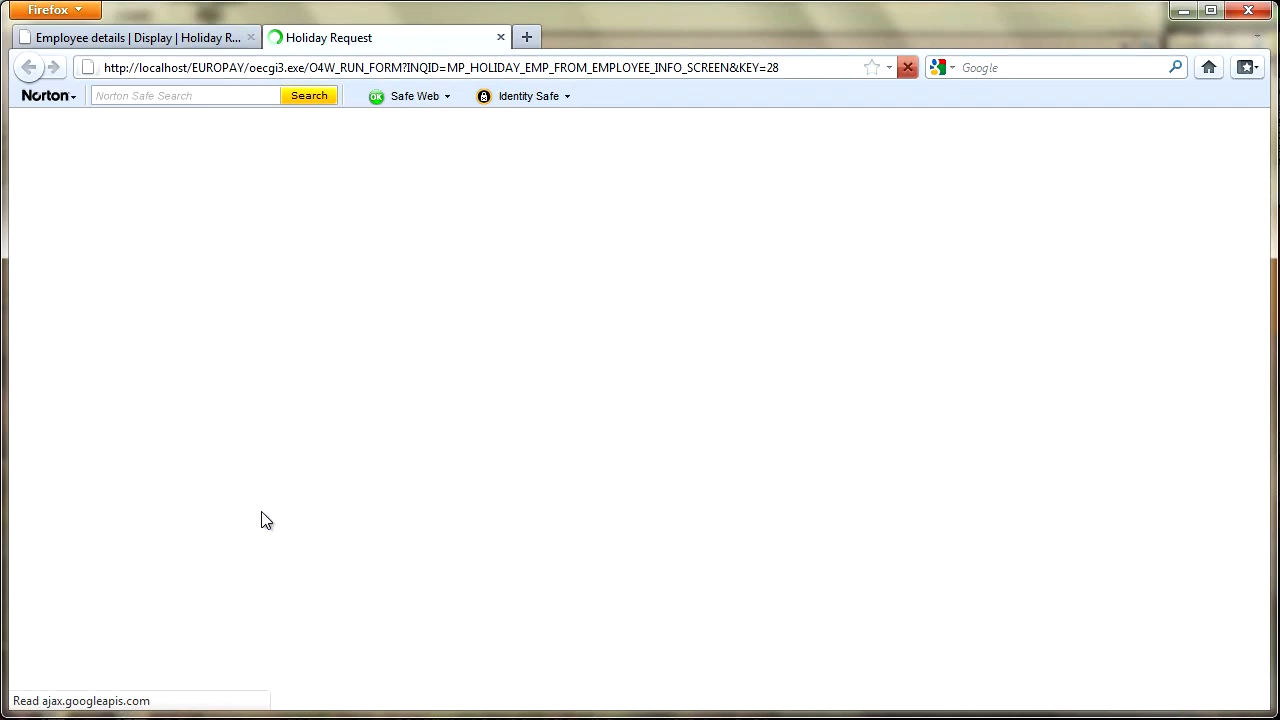 Firefox
Employee details | Display | Holiday R...
Holiday Request
http://localhost/EUROPAY/oecgi3.exe/O4W_RUN_FORM?INQID=MP_HOLIDAY_EMP_FROM_EMPLOYEE_INFO_SCREEN&KEY=28
Google
Norton
Norton Safe Search
Search
OK
Safe Web
Identity Safe
Read ajax.googleapis.com